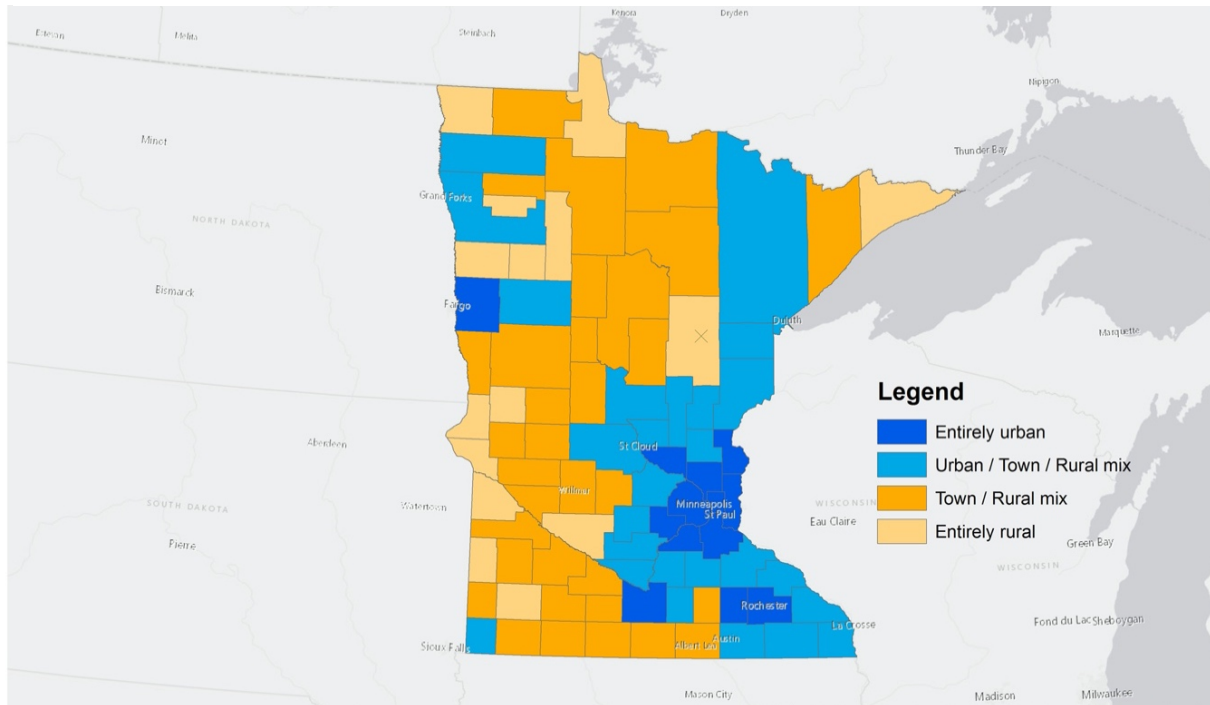 Kenora
Dryden
Estevan
Melita
Steinbach
Nipigon
Minot
Thunder Bay
Grand Forks
NORTH DAKOTA
Bismarck
Fargo
Duluth
Marquette
Legend
Entirely urban
Urban / Town / Rural mix
Town / Rural mix
Entirely rural
Aberdeen
St Cloud
Willmar
Watertown
Minneapolis
St Paul
WISCONSIN
Eau Claire
SOUTH DAKOTA
Pierre
Green Bay
WISCONSIN
Rochester
La Crosse
Fond du Lac
Sheboygan
Sioux Falls
Albert Lea
Austin
Mason City
Madison
Milwaukee